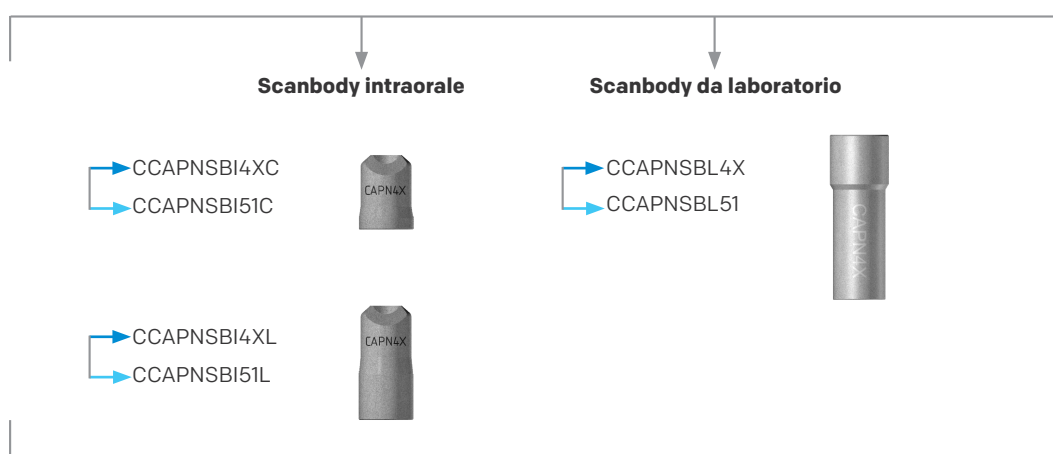 Scanbody intraorale
CCAPNSBI4XC
CCAPNSBI51C
CAPN4X
CCAPNSBI4XL
CCAPNSBI51L
CAPN4X
Scanbody da laboratorio
CCAPNSBL4X
CCAPNSBL51
CAPN4X